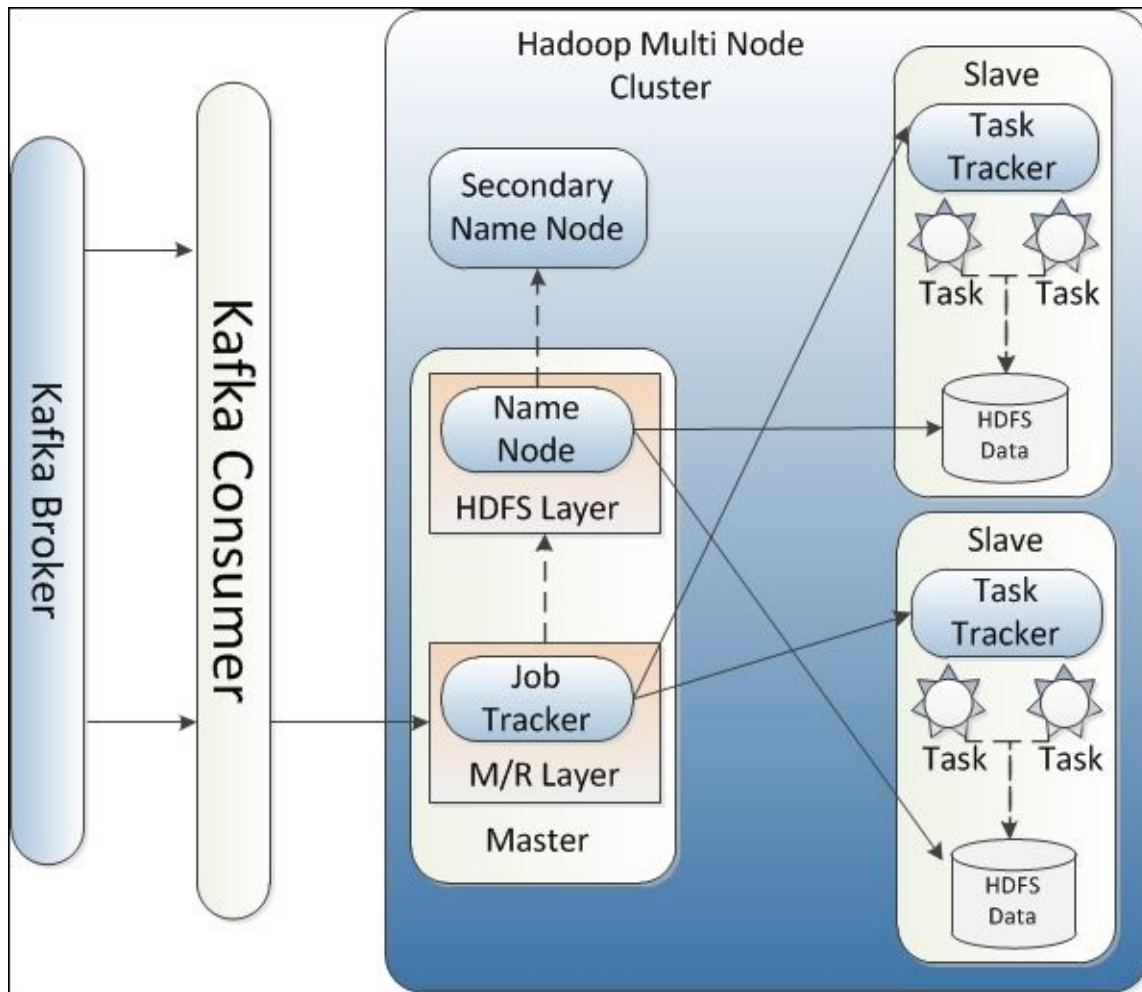 Kafka Broker
Kafka Consumer
Hadoop Multi Node
Cluster
Secondary
Name Node
Name
Node
HDFS Layer
Job
Tracker
M/R Layer
Master
Slave
Task
Tracker
Task
Task
HDFS
Data
Slave
Task
Tracker
Task
Task
HDFS
Data